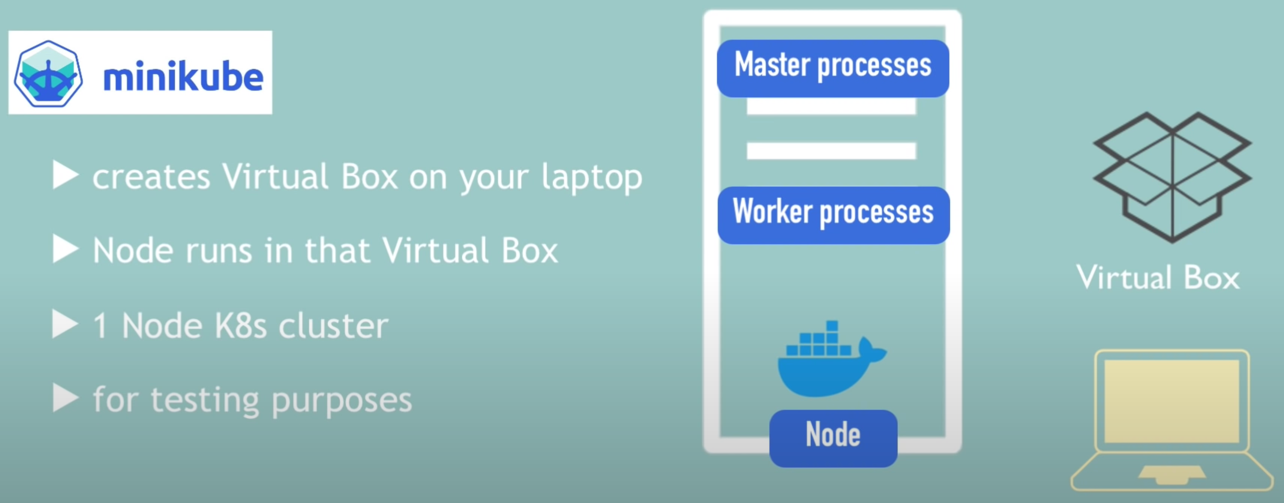 minikube
▶ creates Virtual Box on your laptop
▶ Node runs in that Virtual Box
▶ 1 Node K8s cluster
▶ for testing purposes
Master processes
Worker processes
Node
Virtual Box